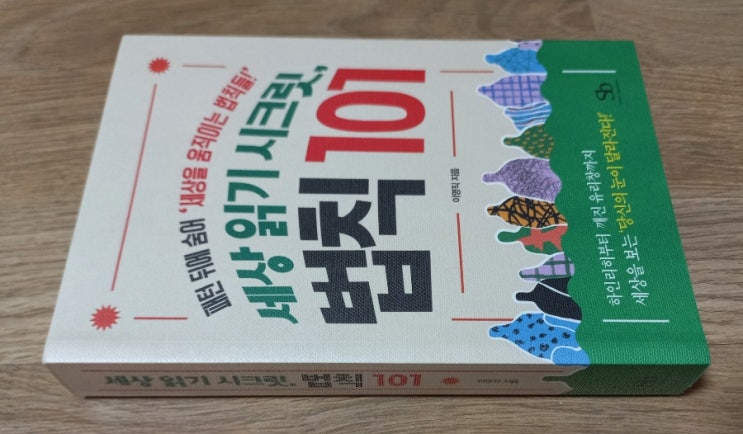 패턴 뒤에 숨어 '세상을 움직이는 법칙들!'
세상 읽기 시크릿,
법칙 101
이영직 지음
하인리히부터 깨진 유리창까지
세상을 보는 '당신의 눈이 달라진다!'
세상 읽기 시크릿, 법칙 101